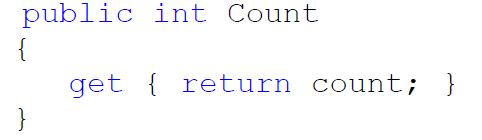 public int Count
{
   get { return count; }
}